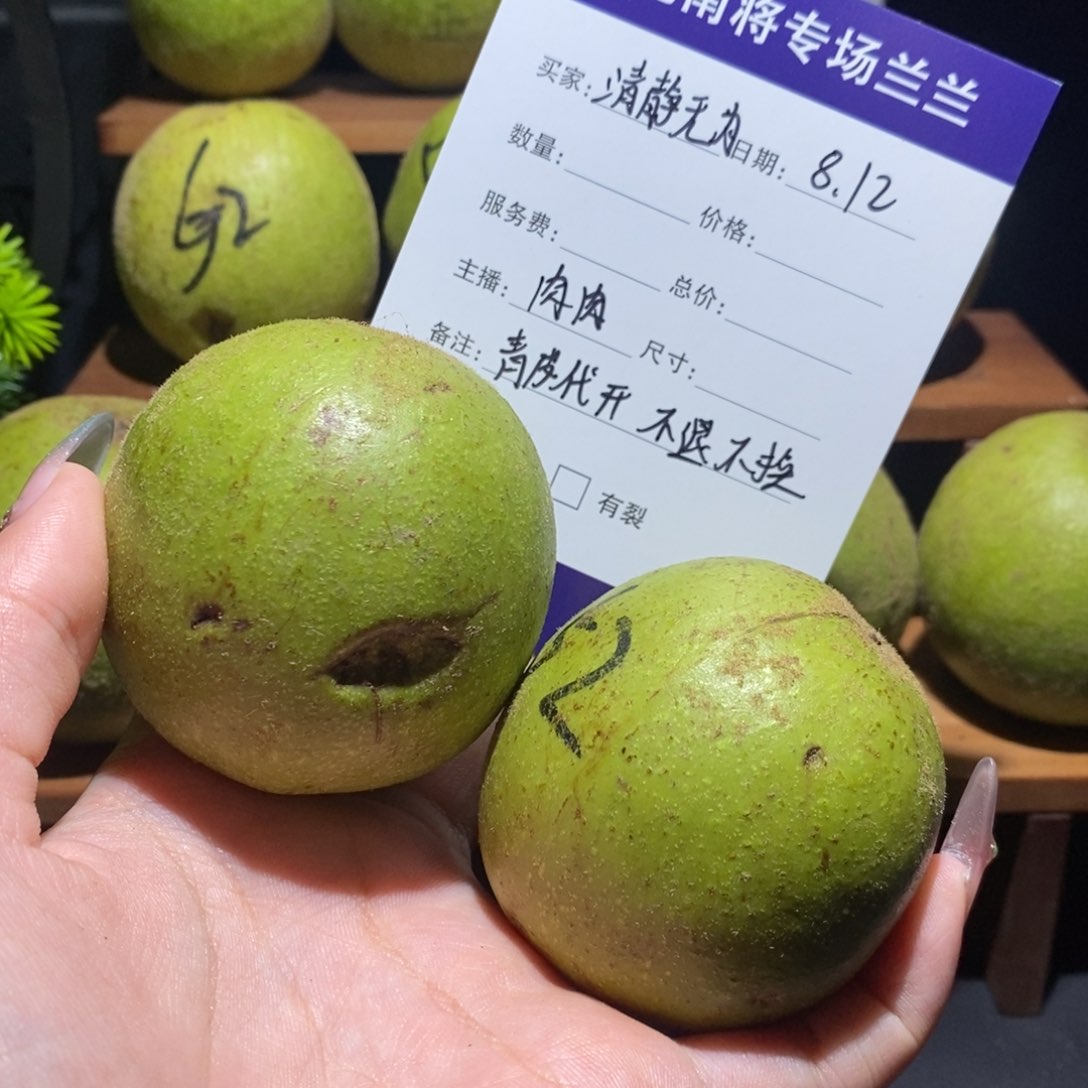 南将专场兰兰
买家: 清静无为 日期: 8.12
数量: 价格:
服务费: 总价:
主播: 肉肉 尺寸:
备注: 青皮代开 不退不换
有裂
2